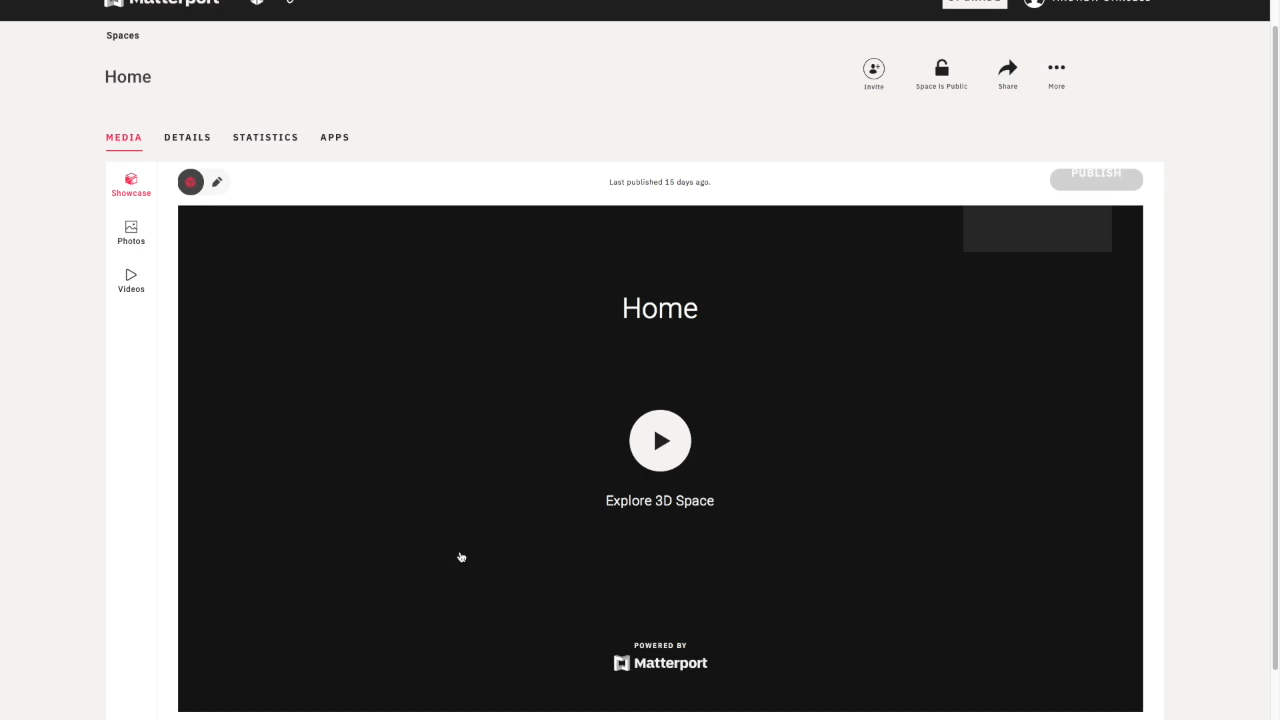 Matterport
Spaces
Home
Invite
Space Is Public
Share
More
MEDIA
DETAILS
STATISTICS
APPS
Showcase
Photos
Videos
Last published 15 days ago.
PUBLISH
Home
Explore 3D Space
POWERED BY
Matterport